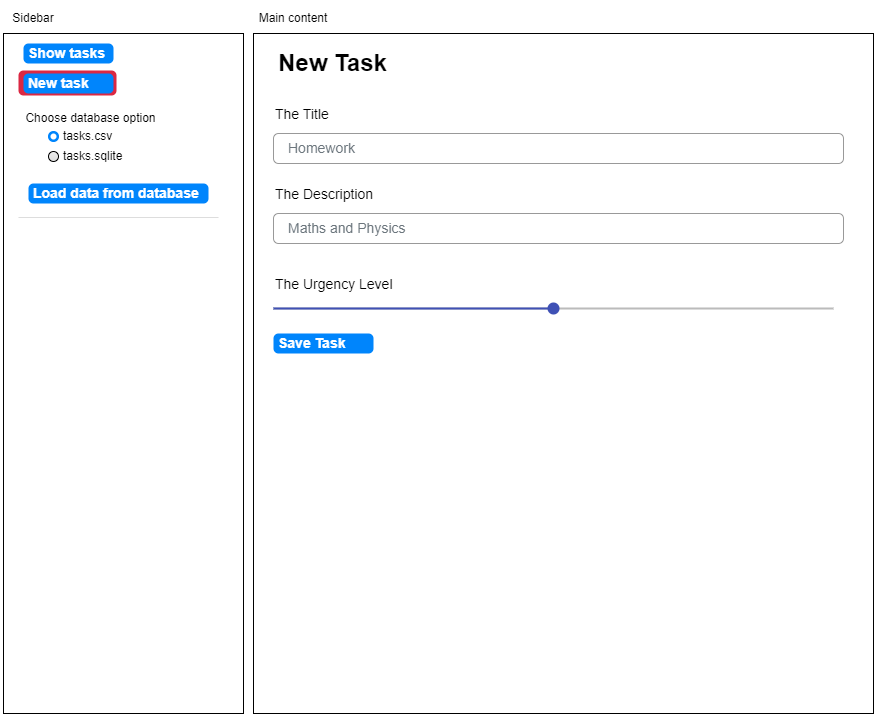 Sidebar
Show tasks
New task
Choose database option
tasks.csv
tasks.sqlite
Load data from database
Main content
New Task
The Title
Homework
The Description
Maths and Physics
The Urgency Level
Save Task